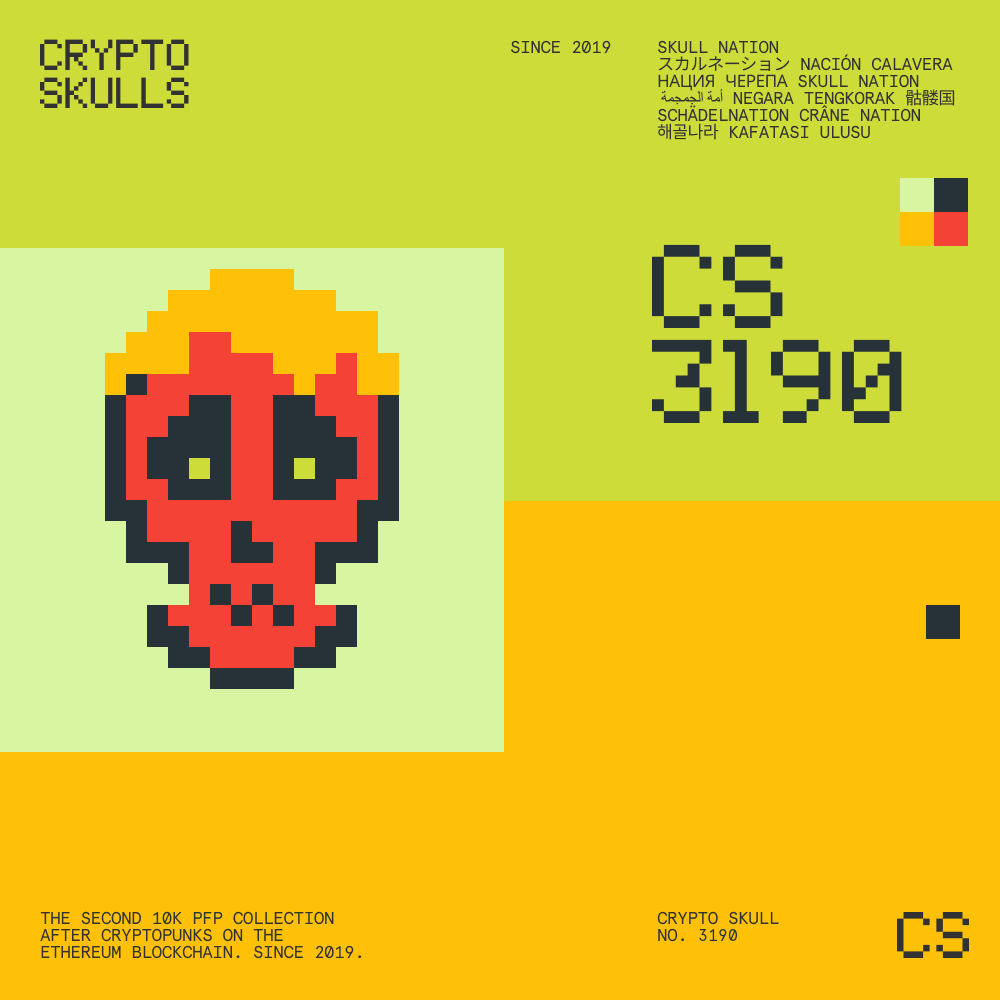 CRYPTO
SKULLS
SINCE 2019
SKULL NATION
スカルネーション NACIÓN CALAVERA
НАЦИЯ ЧЕРЕПА SKULL NATION
أمة الجمجمة NEGARA TENGKORAK 骷髅国
SCHÄDELNATION CRÂNE NATION
해골나라 KAFATASI ULUSU
CS
3190
THE SECOND 10K PFP COLLECTION
AFTER CRYPTOPUNKS ON THE
ETHEREUM BLOCKCHAIN. SINCE 2019.
CRYPTO SKULL
NO. 3190
CS